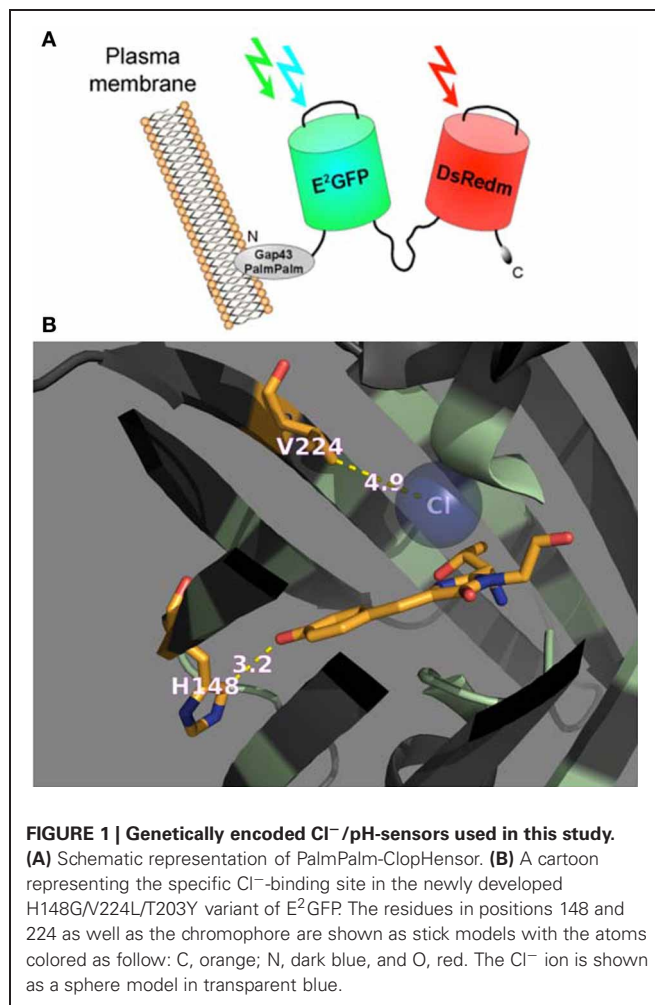 A
Plasma
membrane
E²GFP
DsRedm
N
Gap43
PalmPalm
C
B
V224
4.9
Cl
3.2
H148
FIGURE 1 | Genetically encoded Cl⁻/pH-sensors used in this study.
(A) Schematic representation of PalmPalm-ClopHensor. (B) A cartoon
representing the specific Cl⁻-binding site in the newly developed
H148G/V224L/T203Y variant of E²GFP. The residues in positions 148 and
224 as well as the chromophore are shown as stick models with the atoms
colored as follow: C, orange; N, dark blue, and O, red. The Cl⁻ ion is shown
as a sphere model in transparent blue.